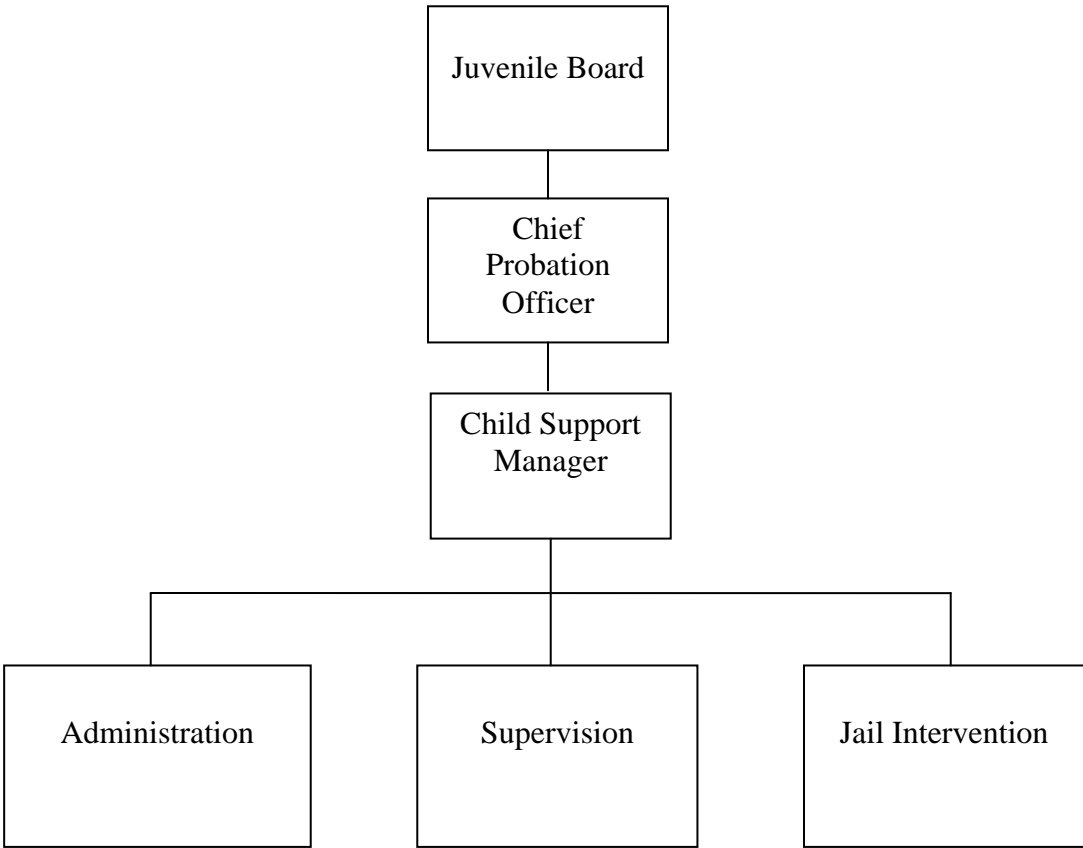 Juvenile Board
Chief
Probation
Officer
Child Support
Manager
Administration
Supervision
Jail Intervention